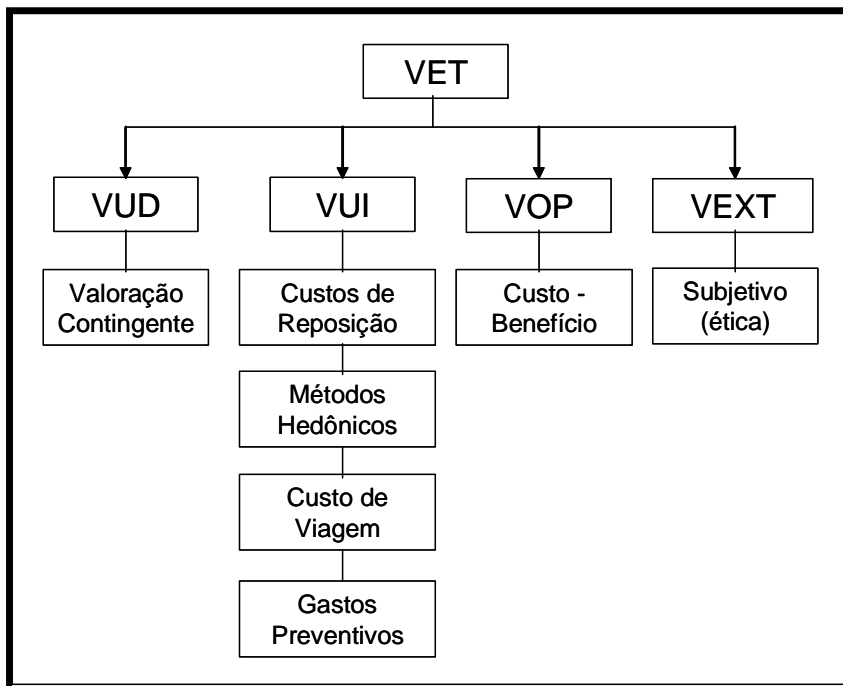 VET
VUD
VUI
VOP
VEXT
Valoração
Contingente
Custos de
Reposição
Custo -
Benefício
Subjetivo
(ética)
Métodos
Hedônicos
Custo de
Viagem
Gastos
Preventivos